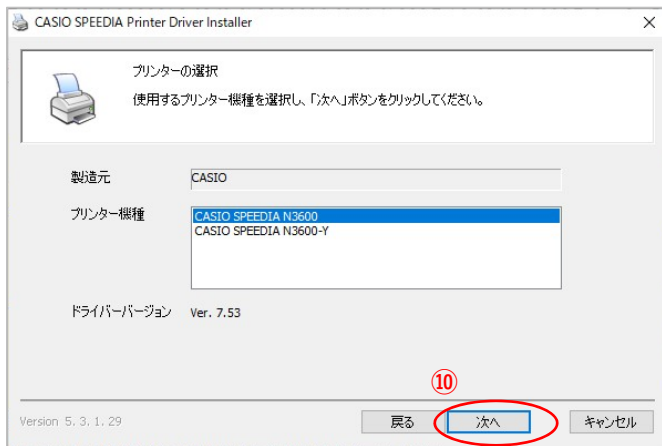 CASIO SPEEDIA Printer Driver Installer
プリンターの選択
使用するプリンター機種を選択し、「次へ」ボタンをクリックしてください。
製造元 CASIO
プリンター機種 CASIO SPEEDIA N3600
CASIO SPEEDIA N3600-Y
ドライバーバージョン Ver. 7.53
⑩
Version 5. 3. 1. 29 戻る 次へ キャンセル